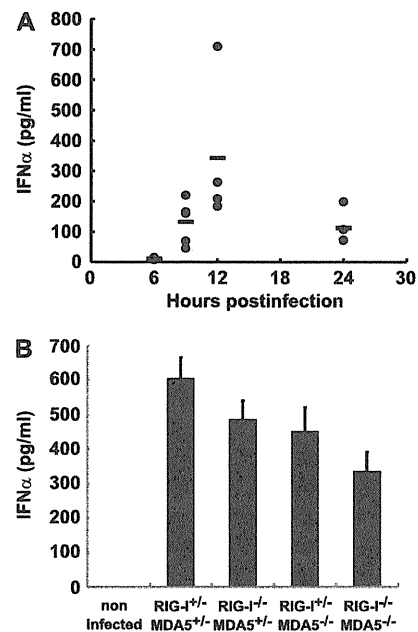 A
IFNα (pg/ml)
800
700
600
500
400
300
200
100
0
0 6 12 18 24 30
Hours postinfection
B
IFNα (pg/ml)
700
600
500
400
300
200
100
0
non RIG-I+/- RIG-I-/- RIG-I+/- RIG-I-/-
Infected MDA5+/- MDA5+/- MDA5-/- MDA5-/-